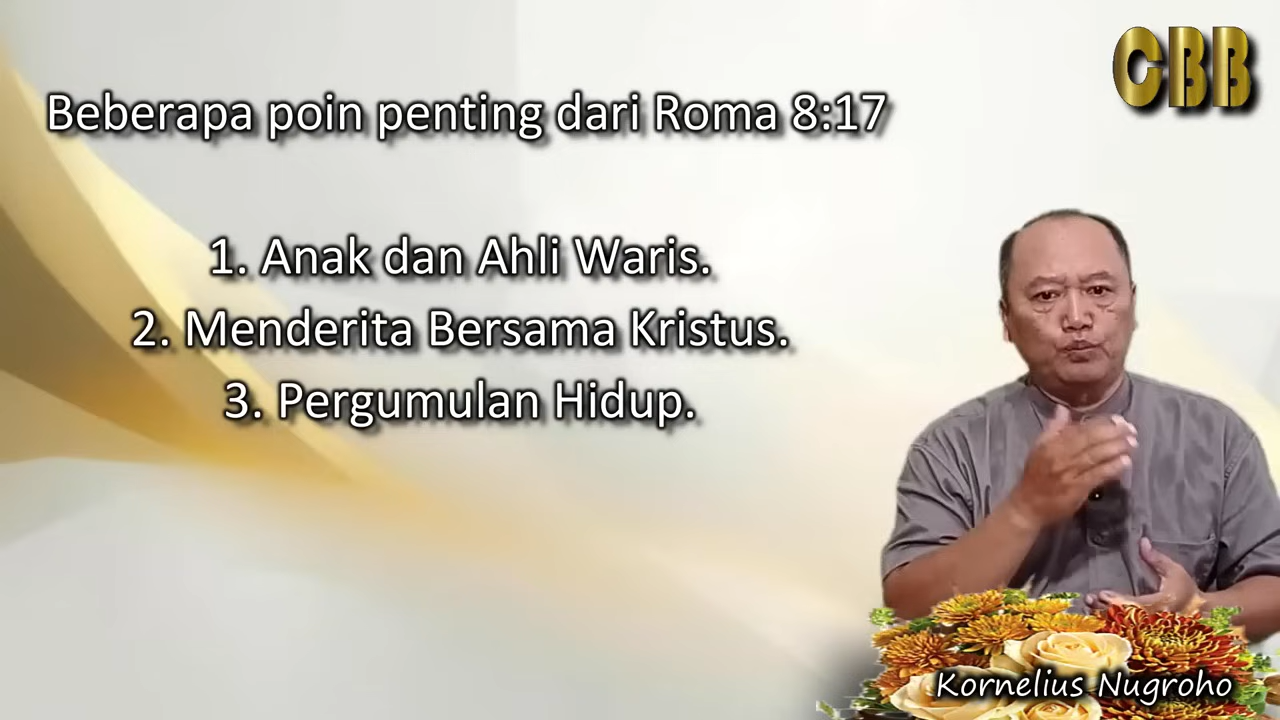 CBB
Beberapa poin penting dari Roma 8:17
1. Anak dan Ahli Waris.
2. Menderita Bersama Kristus.
3. Pergumulan Hidup.
Kornelius Nugroho